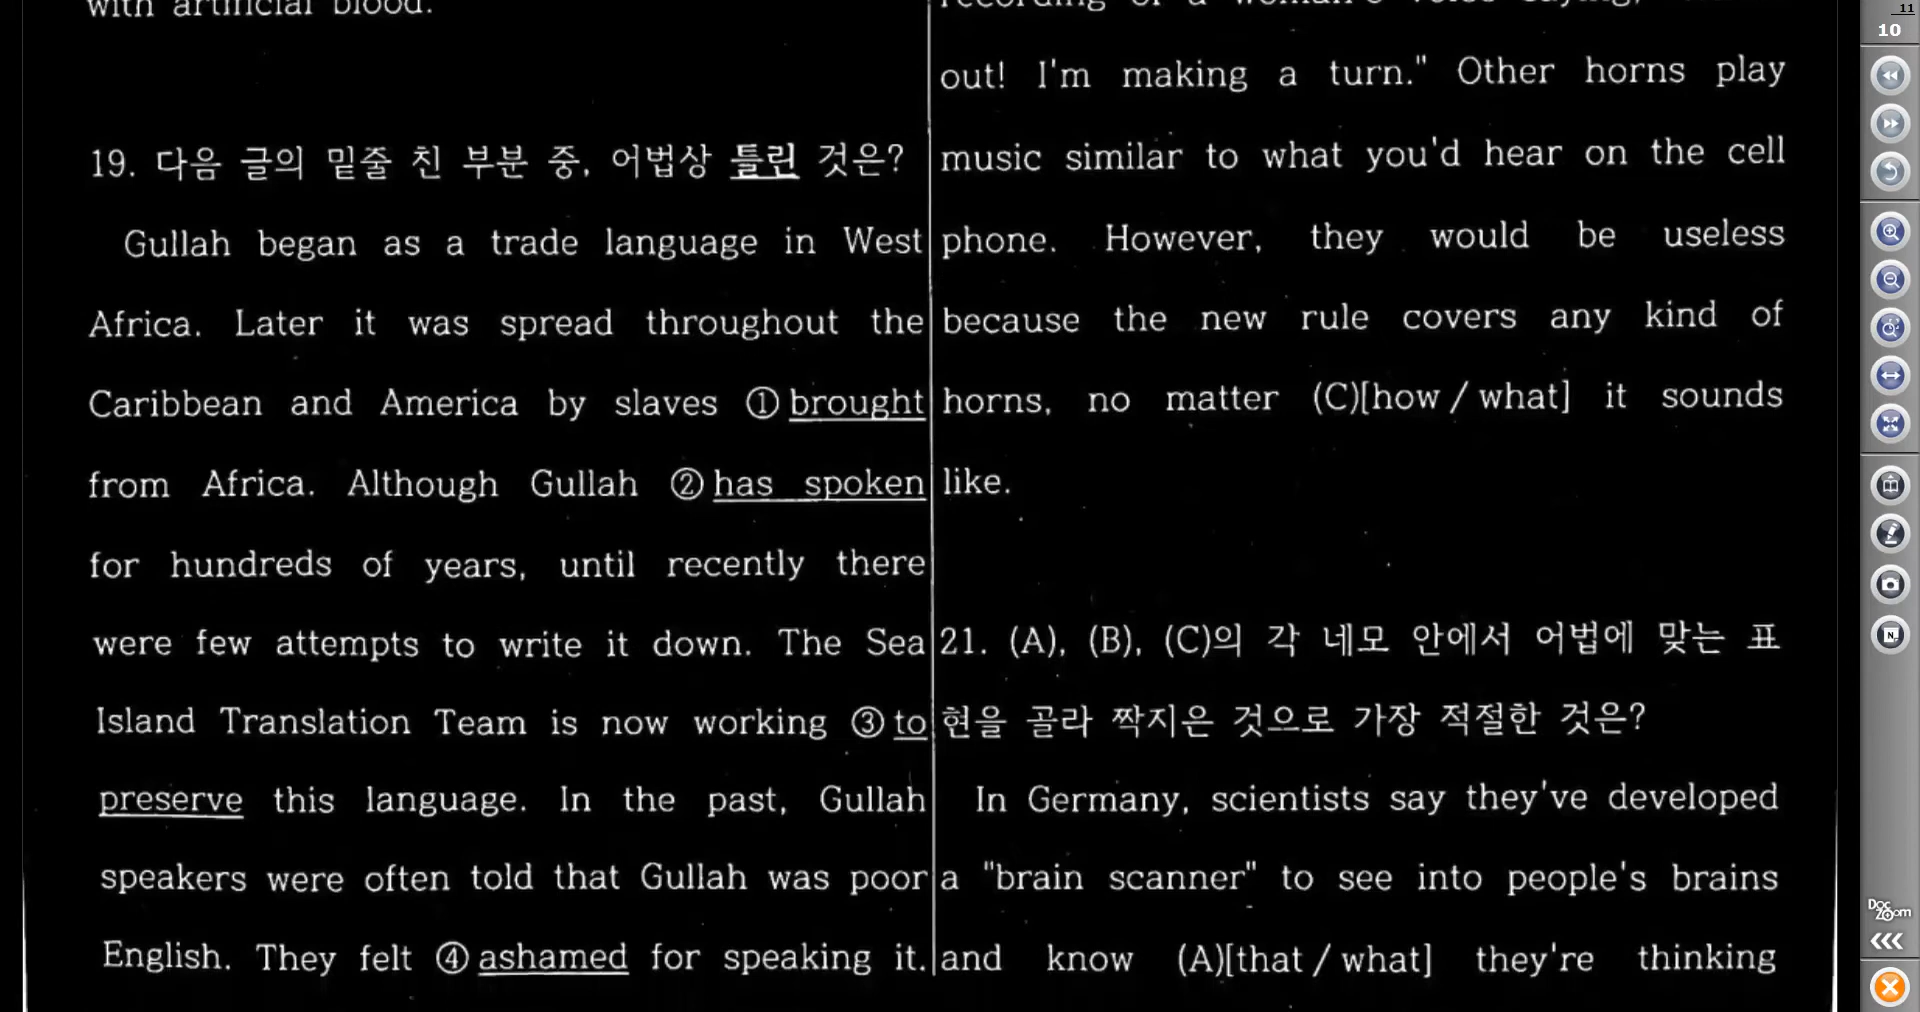 with artificial blood.
19. 다음 글의 밑줄 친 부분 중, 어법상 틀린 것은?
Gullah began as a trade language in West
Africa. Later it was spread throughout the
Caribbean and America by slaves ① brought
from Africa. Although Gullah ② has spoken
for hundreds of years, until recently there
were few attempts to write it down. The Sea
Island Translation Team is now working ③ to
preserve this language. In the past, Gullah
speakers were often told that Gullah was poor
English. They felt ④ ashamed for speaking it.
recording of a woman's voice saying,
out! I'm making a turn." Other horns play
music similar to what you'd hear on the cell
phone. However, they would be useless
because the new rule covers any kind of
horns, no matter (C)[how / what] it sounds
like.
21. (A), (B), (C)의 각 네모 안에서 어법에 맞는 표
현을 골라 짝지은 것으로 가장 적절한 것은?
In Germany, scientists say they've developed
a "brain scanner" to see into people's brains
and know (A)[that / what] they're thinking
11
10
N
Doc
Zoom